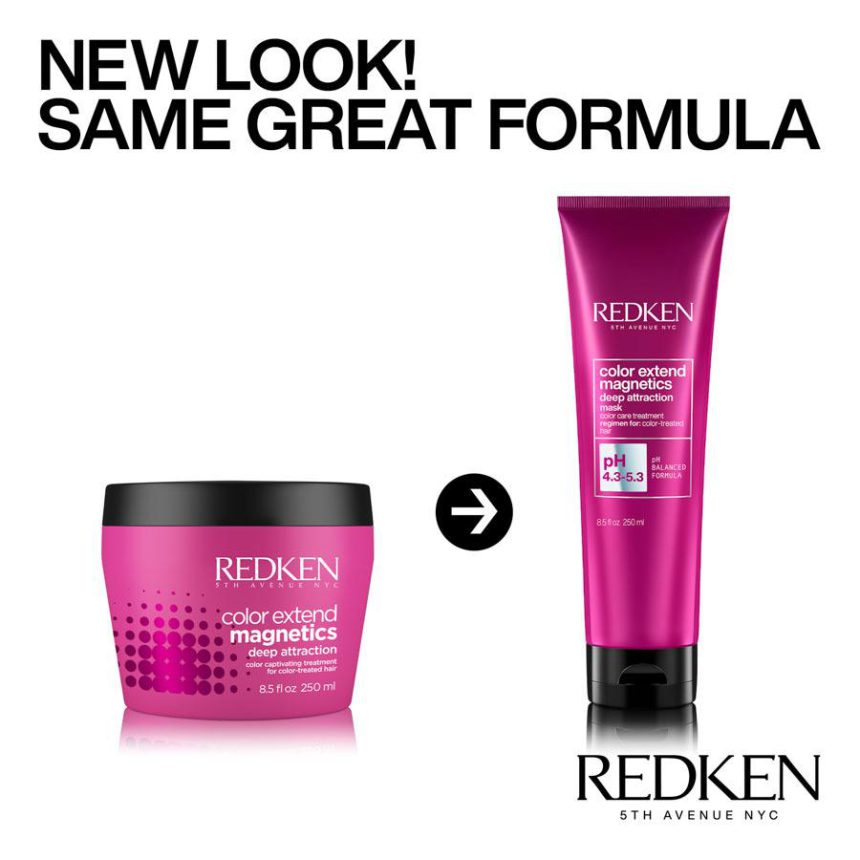 NEW LOOK!
SAME GREAT FORMULA
REDKEN
5TH AVENUE NYC
color extend
magnetics
deep attraction
color captivating treatment
for color-treated hair
8.5 fl oz 250 ml
REDKEN
5TH AVENUE NYC
color extend
magnetics
deep attraction
mask
color care treatment
regimen for: color-treated
hair
pH
4.3-5.3
pH
BALANCED
FORMULA
8.5 fl oz 250 ml
REDKEN
5TH AVENUE NYC